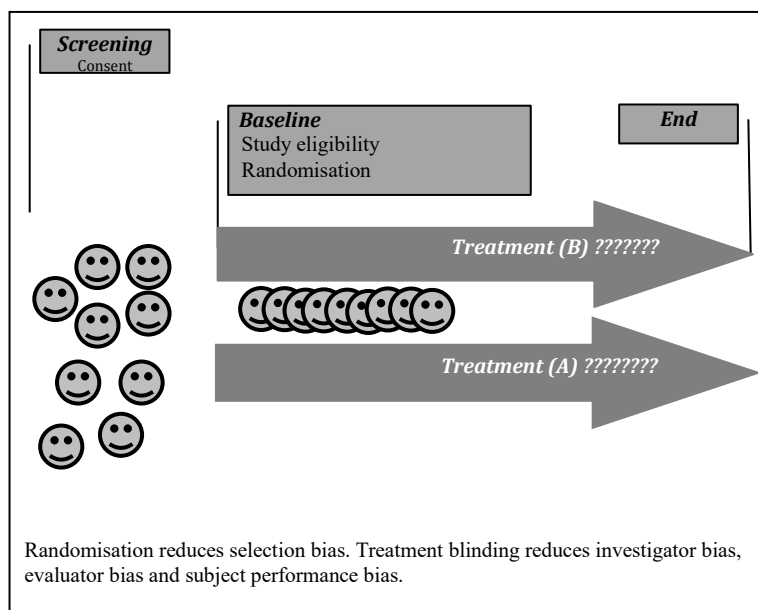 Screening
Consent
Baseline
Study eligibility
Randomisation
End
Treatment (B) ???????
Treatment (A) ????????
Randomisation reduces selection bias. Treatment blinding reduces investigator bias,
evaluator bias and subject performance bias.